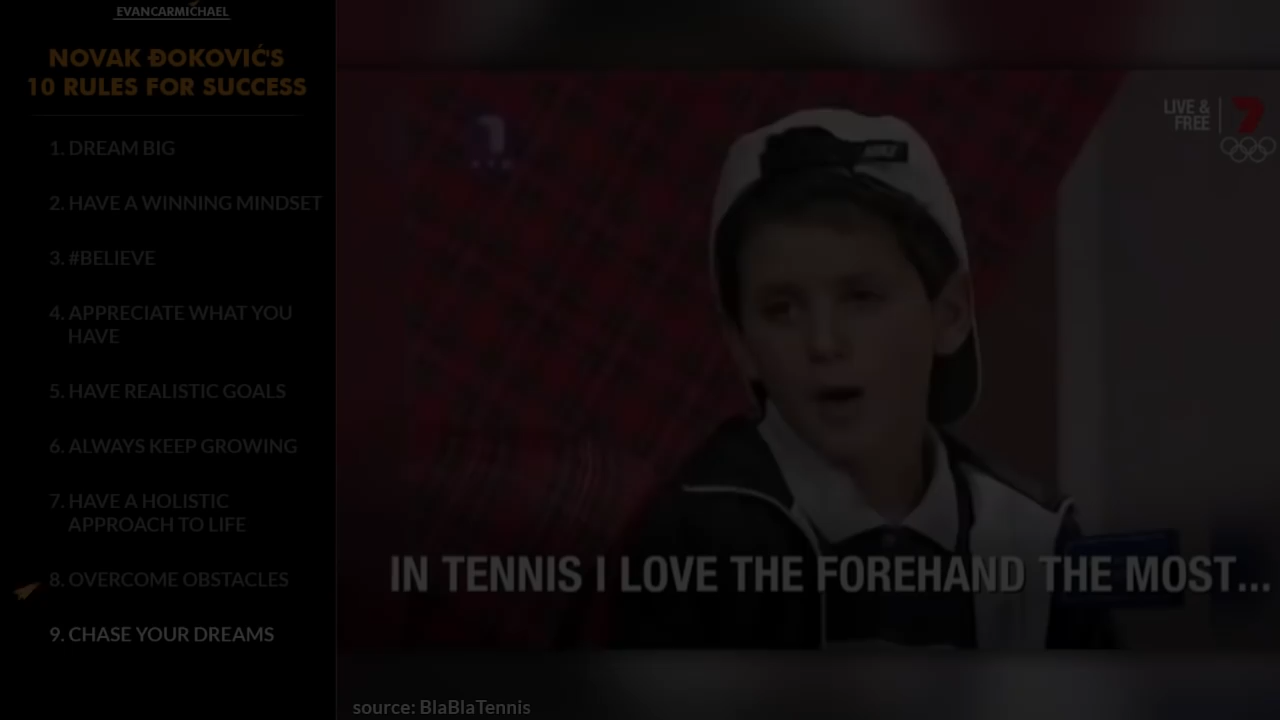 EVANCARMICHAEL
NOVAK ĐOKOVIĆ'S
10 RULES FOR SUCCESS
1. DREAM BIG
2. HAVE A WINNING MINDSET
3. #BELIEVE
4. APPRECIATE WHAT YOU
HAVE
5. HAVE REALISTIC GOALS
6. ALWAYS KEEP GROWING
7. HAVE A HOLISTIC
APPROACH TO LIFE
8. OVERCOME OBSTACLES
9. CHASE YOUR DREAMS
1
LIVE &
FREE
7
IN TENNIS I LOVE THE FOREHAND THE MOST...
source: BlaBlaTennis